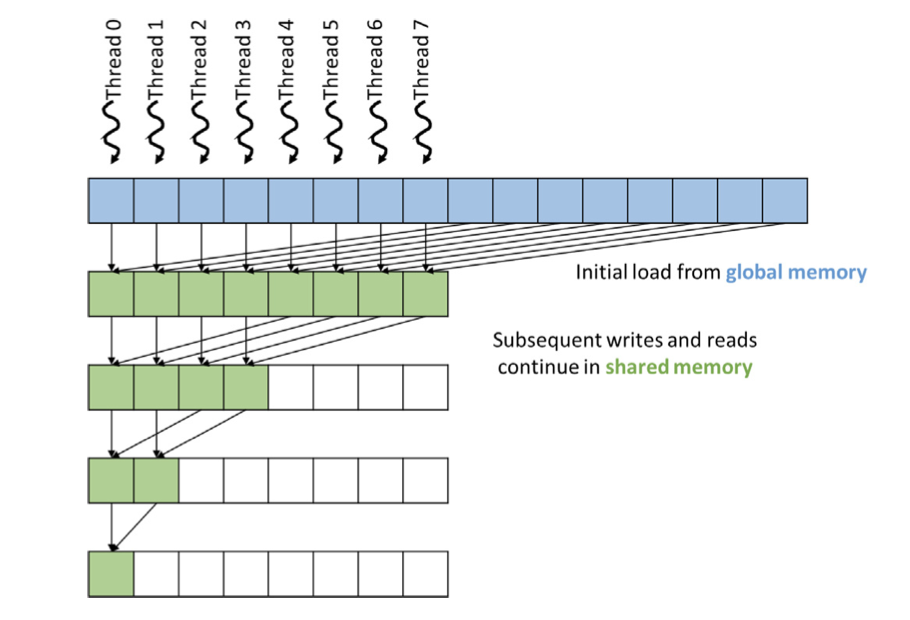 Thread 0
Thread 1
Thread 2
Thread 3
Thread 4
Thread 5
Thread 6
Thread 7
Initial load from global memory
Subsequent writes and reads
continue in shared memory